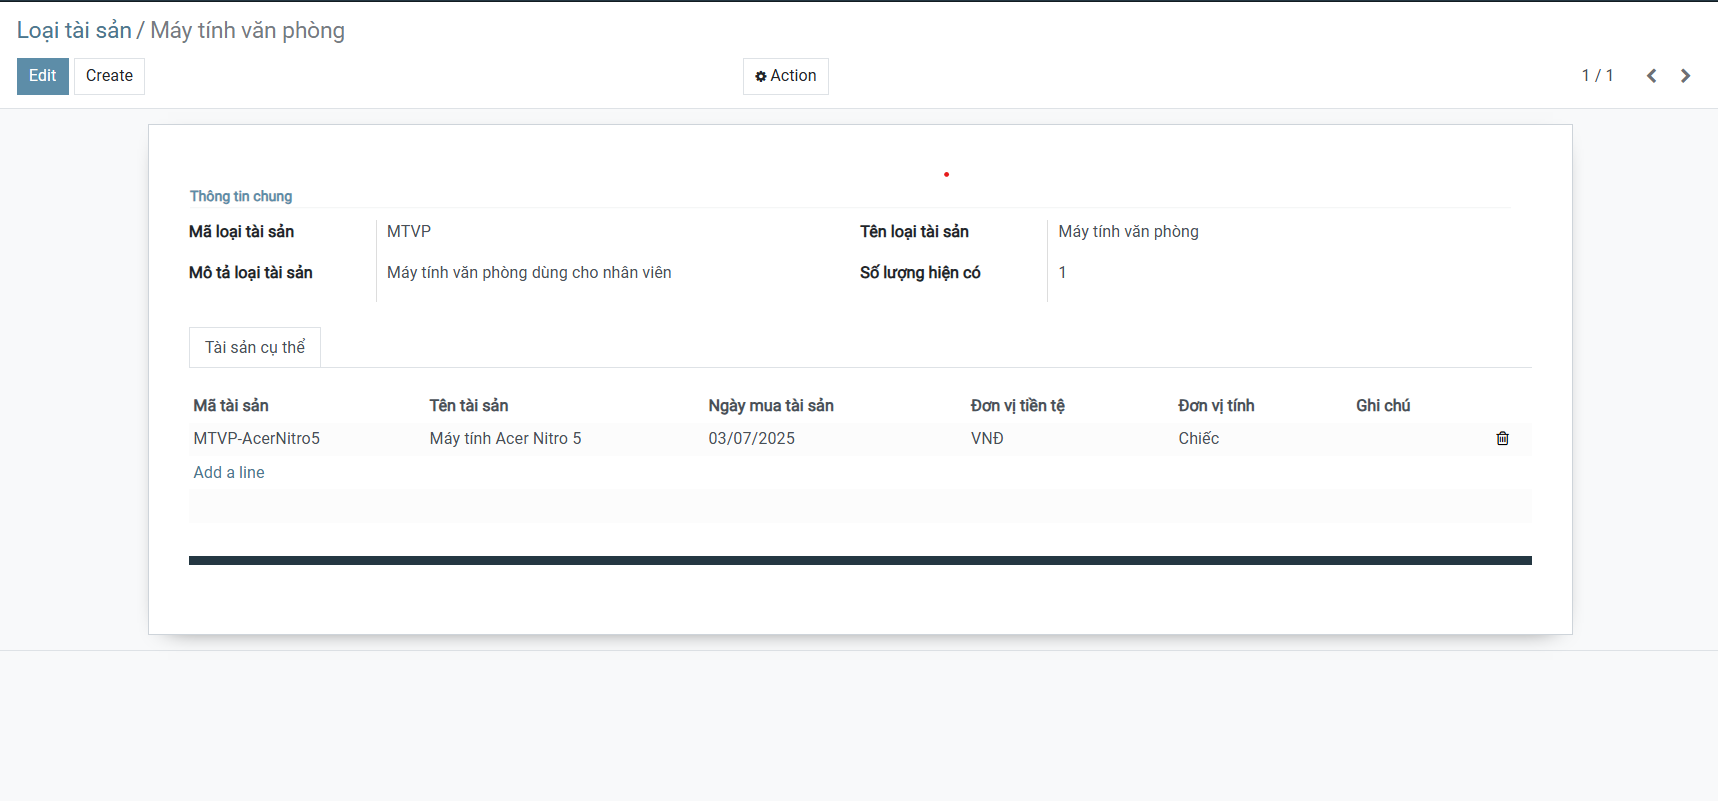 Loại tài sản / Máy tính văn phòng
Edit Create Action 1 / 1
Thông tin chung
Mã loại tài sản MTVP Tên loại tài sản Máy tính văn phòng
Mô tả loại tài sản Máy tính văn phòng dùng cho nhân viên Số lượng hiện có 1
Tài sản cụ thể
Mã tài sản Tên tài sản Ngày mua tài sản Đơn vị tiền tệ Đơn vị tính Ghi chú
MTVP-AcerNitro5 Máy tính Acer Nitro 5 03/07/2025 VNĐ Chiếc
Add a line